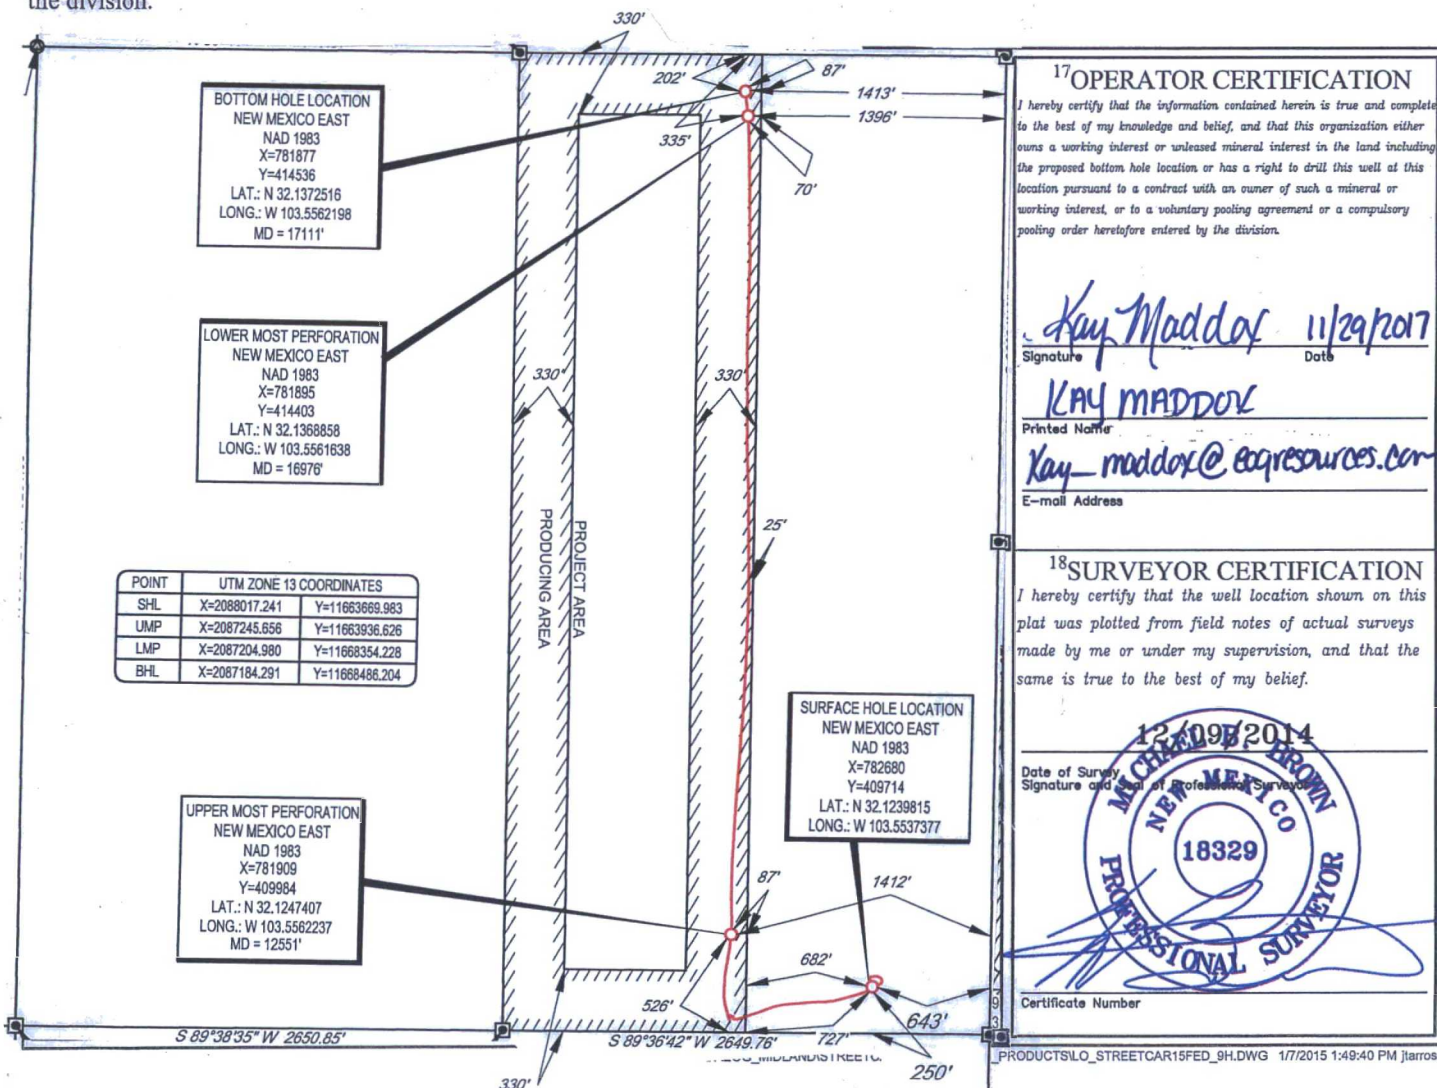 the division.
330'
202'
87'
1413'
1396'
335'
70'
BOTTOM HOLE LOCATION
NEW MEXICO EAST
NAD 1983
X=781877
Y=414536
LAT.: N 32.1372516
LONG.: W 103.5562198
MD = 17111'
LOWER MOST PERFORATION
NEW MEXICO EAST
NAD 1983
X=781895
Y=414403
LAT.: N 32.1368858
LONG.: W 103.5561638
MD = 16976'
330'
330'
25'
PROJECT AREA
PRODUCING AREA
POINT UTM ZONE 13 COORDINATES
SHL X=2088017.241 Y=11663669.983
UMP X=2087245.656 Y=11663936.626
LMP X=2087204.980 Y=11668354.228
BHL X=2087184.291 Y=11668486.204
SURFACE HOLE LOCATION
NEW MEXICO EAST
NAD 1983
X=782680
Y=409714
LAT.: N 32.1239815
LONG.: W 103.5537377
UPPER MOST PERFORATION
NEW MEXICO EAST
NAD 1983
X=781909
Y=409984
LAT.: N 32.1247407
LONG.: W 103.5562237
MD = 12551'
87'
1412'
682'
526'
643'
727'
250'
330'
S 89°38'35" W 2650.85'
S 89°36'42" W 2649.76'
17 OPERATOR CERTIFICATION
I hereby certify that the information contained herein is true and complete
to the best of my knowledge and belief, and that this organization either
owns a working interest or unleased mineral interest in the land including
the proposed bottom hole location or has a right to drill this well at this
location pursuant to a contract with an owner of such a mineral or
working interest, or to a voluntary pooling agreement or a compulsory
pooling order heretofore entered by the division.
Kay Maddox 11/29/2017
Signature Date
KAY MADDOX
Printed Name
Kay_maddox@eogresources.com
E-mail Address
18 SURVEYOR CERTIFICATION
I hereby certify that the well location shown on this
plat was plotted from field notes of actual surveys
made by me or under my supervision, and that the
same is true to the best of my belief.
12/09/2014
Date of Survey
Signature and Seal of Professional Surveyor
MICHAEL B. BROWN
NEW MEXICO
18329
PROFESSIONAL SURVEYOR
Certificate Number
PRODUCTS\LO_STREETCAR15FED_9H.DWG 1/7/2015 1:49:40 PM jtarros